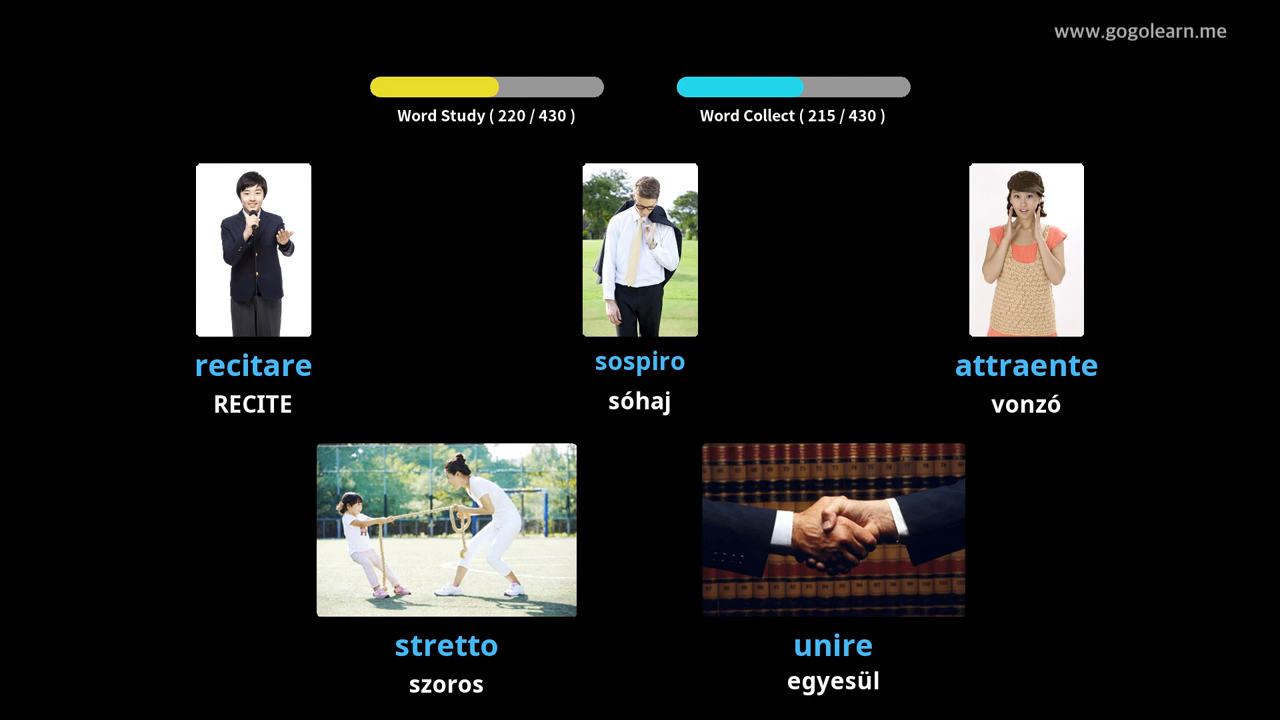 www.gogolearn.me
Word Study ( 220 / 430 )
Word Collect ( 215 / 430 )
recitare
RECITE
sospiro
sóhaj
attraente
vonzó
stretto
szoros
unire
egyesül